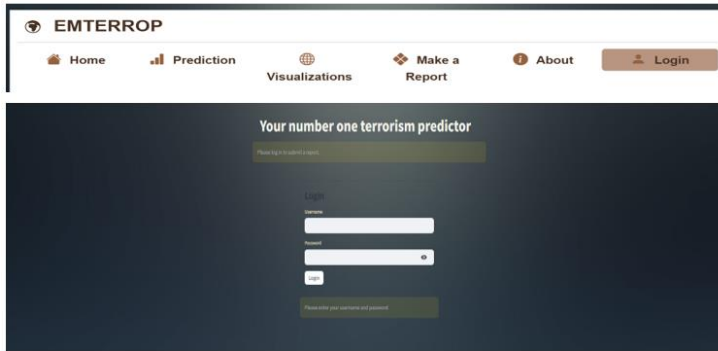 EMTERROP
Home Prediction Visualizations Make a Report About Login
Your number one terrorism predictor
Please log in to submit a report.
Login
Username
Password
Login
Please enter your username and password